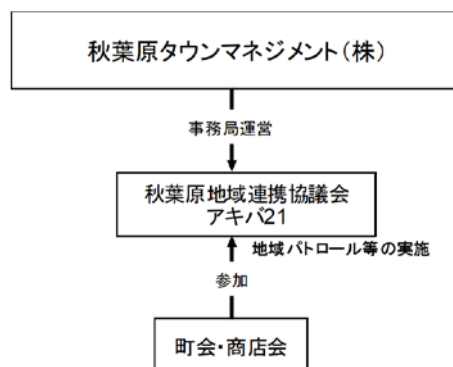 秋葉原タウンマネジメント（株）
事務局運営
秋葉原地域連携協議会
アキバ21
地域パトロール等の実施
参加
町会・商店会